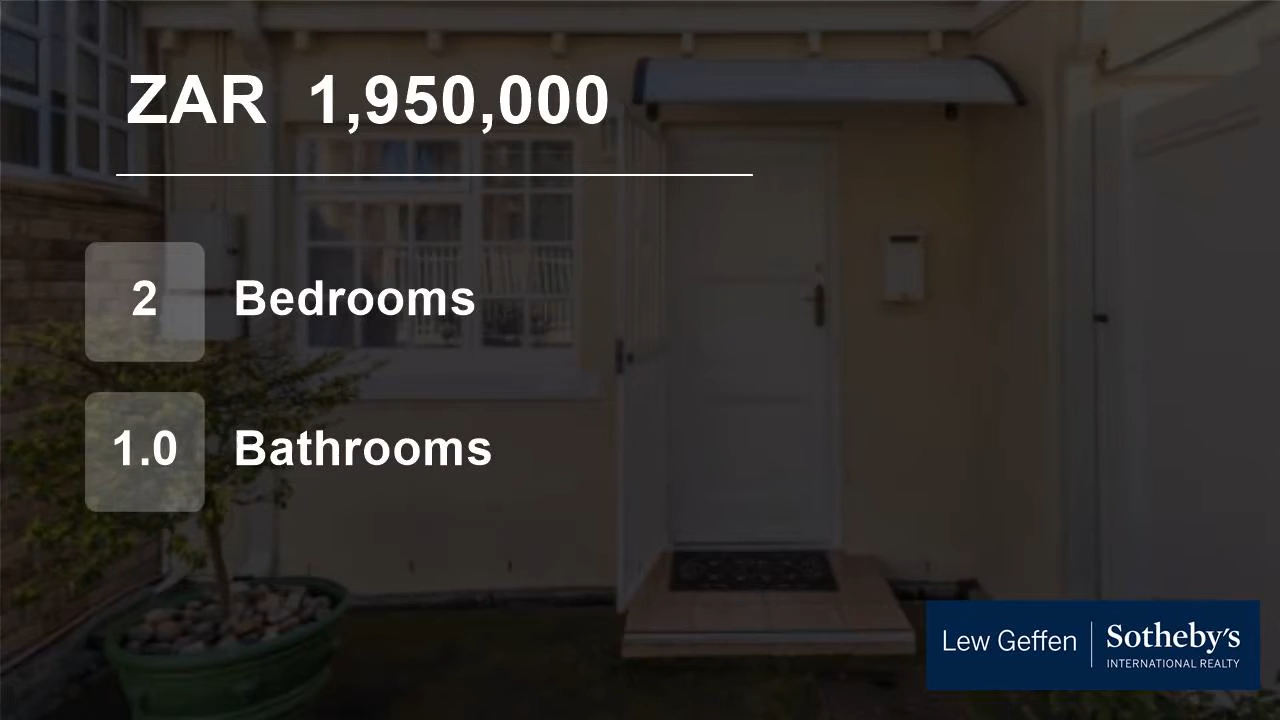 ZAR 1,950,000
2 Bedrooms
1.0 Bathrooms
Lew Geffen Sotheby's
INTERNATIONAL REALTY